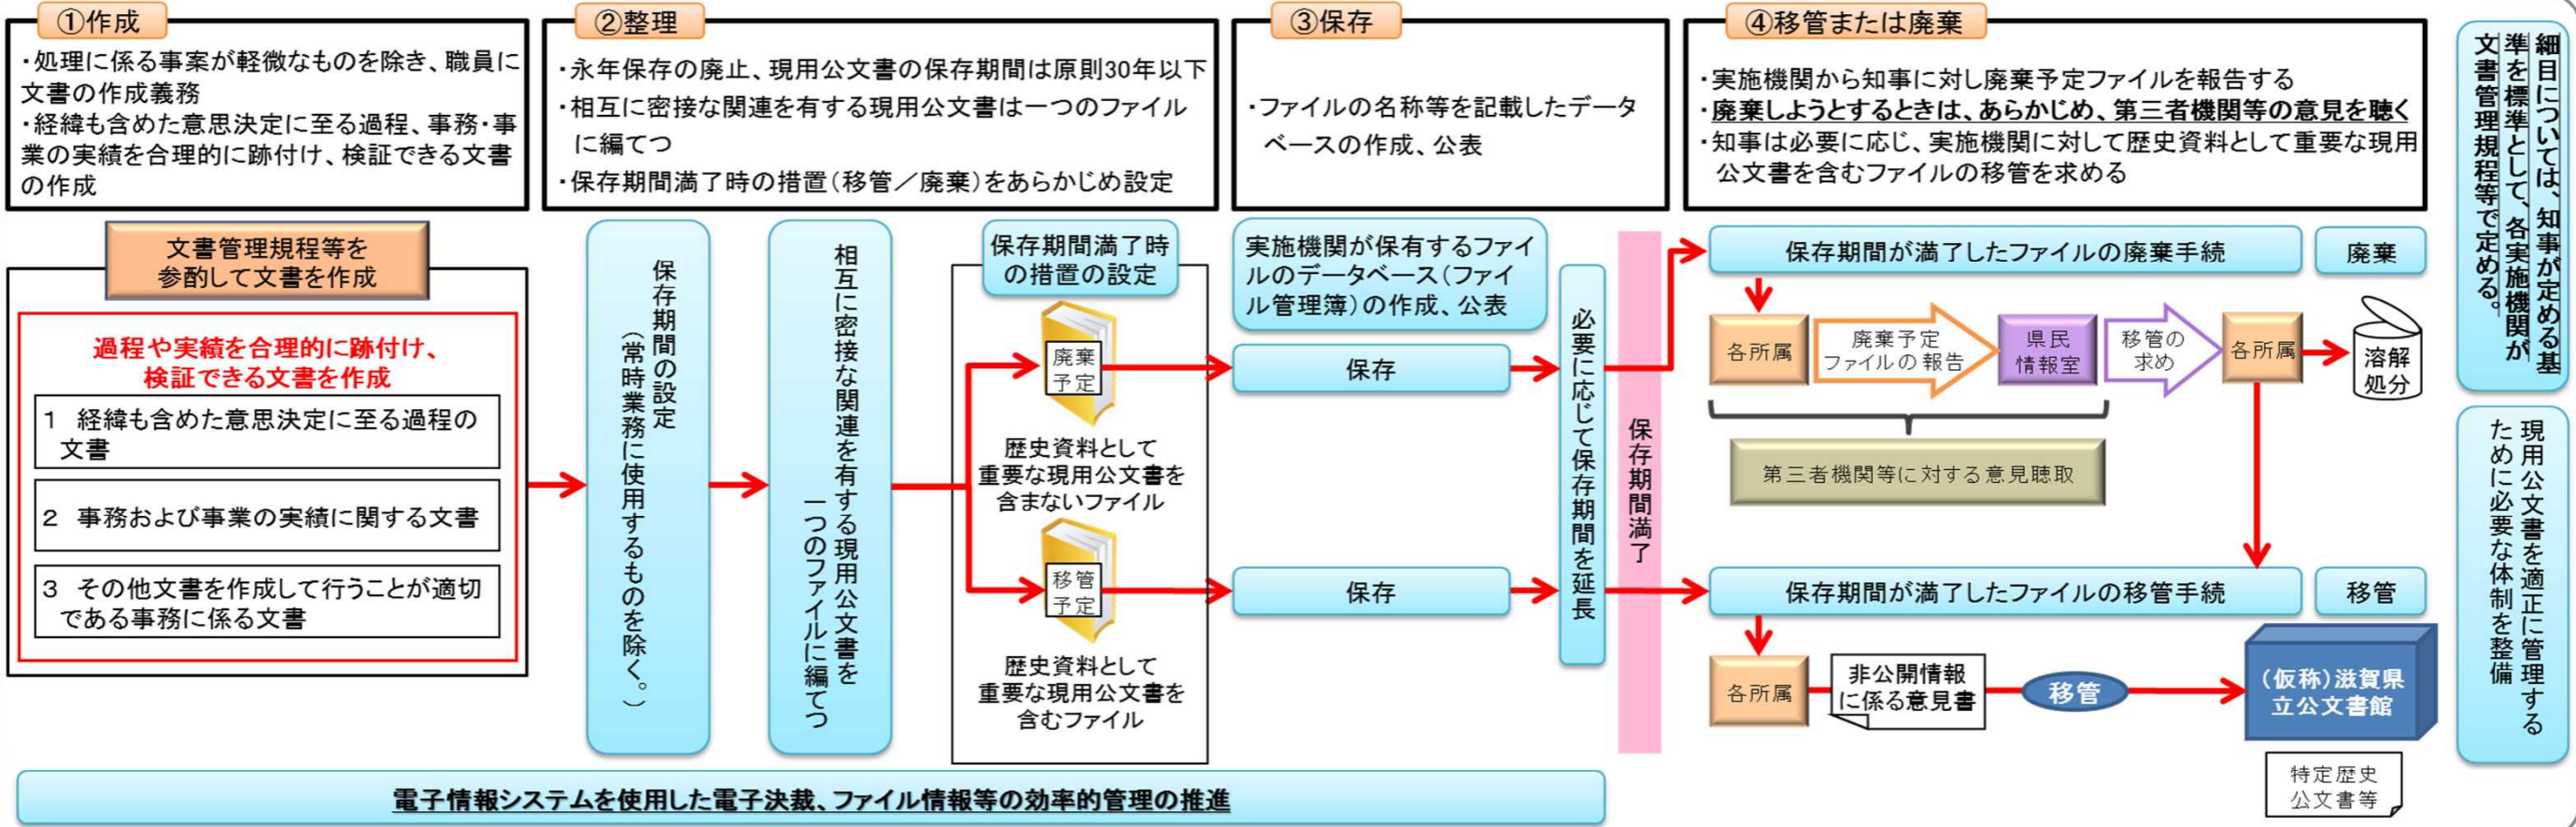 ①作成
・処理に係る事案が軽微なものを除き、職員に
文書の作成義務
・経緯も含めた意思決定に至る過程、事務・事
業の実績を合理的に跡付け、検証できる文書
の作成
②整理
・永年保存の廃止、現用公文書の保存期間は原則30年以下
・相互に密接な関連を有する現用公文書は一つのファイル
に編てつ
・保存期間満了時の措置(移管／廃棄)をあらかじめ設定
③保存
・ファイルの名称等を記載したデータ
ベースの作成、公表
④移管または廃棄
・実施機関から知事に対し廃棄予定ファイルを報告する
・廃棄しようとするときは、あらかじめ、第三者機関等の意見を聴く
・知事は必要に応じ、実施機関に対して歴史資料として重要な現用
公文書を含むファイルの移管を求める
細目については、知事が定める基
準を標準として、各実施機関が
文書管理規程等で定める。
文書管理規程等を
参酌して文書を作成
過程や実績を合理的に跡付け、
検証できる文書を作成
1 経緯も含めた意思決定に至る過程の
文書
2 事務および事業の実績に関する文書
3 その他文書を作成して行うことが適切
である事務に係る文書
保存期間の設定
（常時業務に使用するものを除く。）
相互に密接な関連を有する現用公文書を
一つのファイルに編てつ
保存期間満了時
の措置の設定
廃棄
予定
歴史資料として
重要な現用公文書を
含まないファイル
移管
予定
歴史資料として
重要な現用公文書を
含むファイル
実施機関が保有するファイ
ルのデータベース（ファイ
ル管理簿）の作成、公表
保存
保存
必要に応じて保存期間を延長
保存期間満了
保存期間が満了したファイルの廃棄手続
廃棄
各所属
廃棄予定
ファイルの報告
県民
情報室
移管の
求め
各所属
溶解
処分
第三者機関等に対する意見聴取
保存期間が満了したファイルの移管手続
移管
各所属
非公開情報
に係る意見書
移管
(仮称)滋賀県
立公文書館
特定歴史
公文書等
現用公文書を適正に管理する
ために必要な体制を整備
電子情報システムを使用した電子決裁、ファイル情報等の効率的管理の推進